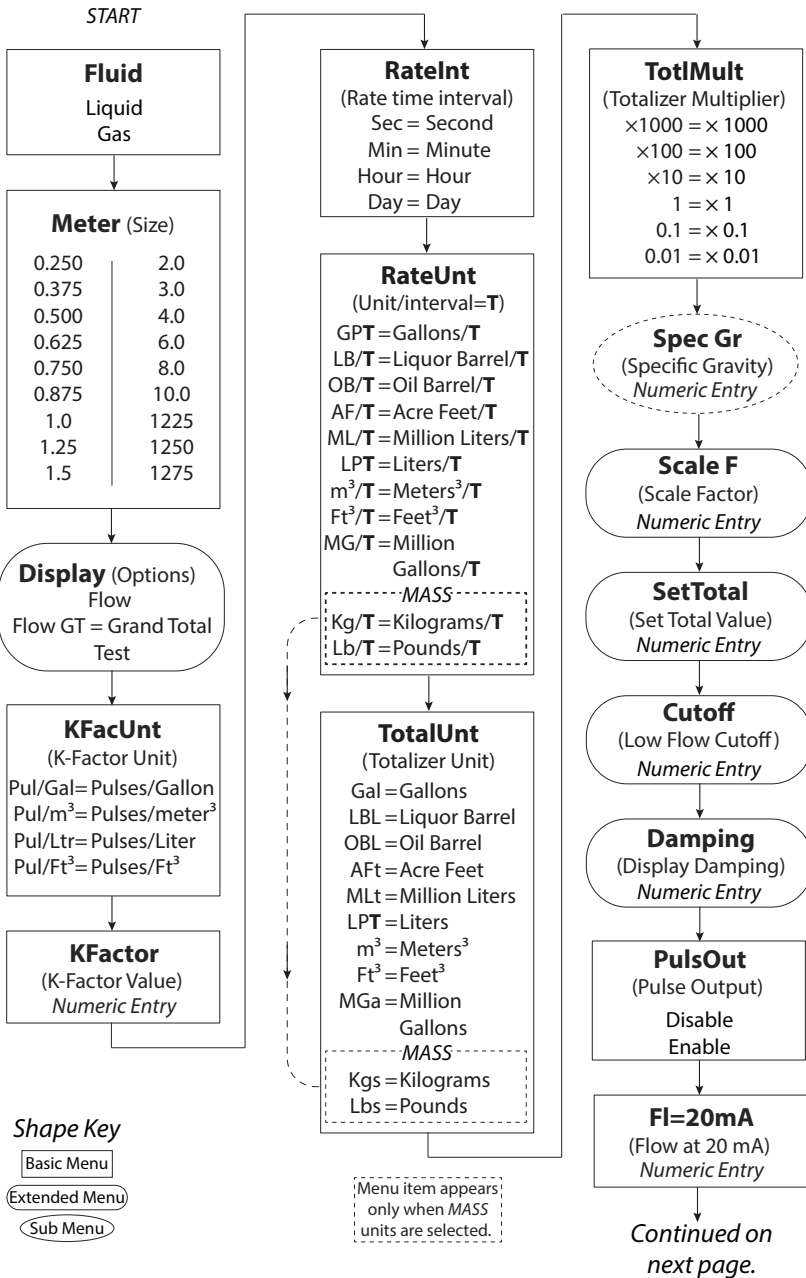 START
Fluid
Liquid
Gas
Meter (Size)
0.250 2.0
0.375 3.0
0.500 4.0
0.625 6.0
0.750 8.0
0.875 10.0
1.0 1225
1.25 1250
1.5 1275
Display (Options)
Flow
Flow GT = Grand Total
Test
KFacUnt
(K-Factor Unit)
Pul/Gal= Pulses/Gallon
Pul/m³= Pulses/meter³
Pul/Ltr= Pulses/Liter
Pul/Ft³= Pulses/Ft³
KFactor
(K-Factor Value)
Numeric Entry
Shape Key
Basic Menu
Extended Menu
Sub Menu
RateInt
(Rate time interval)
Sec = Second
Min = Minute
Hour = Hour
Day = Day
RateUnt
(Unit/interval=T)
GPT = Gallons/T
LB/T = Liquor Barrel/T
OB/T = Oil Barrel/T
AF/T = Acre Feet/T
ML/T = Million Liters/T
LPT = Liters/T
m³/T = Meters³/T
Ft³/T = Feet³/T
MG/T = Million
Gallons/T
MASS
Kg/T = Kilograms/T
Lb/T = Pounds/T
TotalUnt
(Totalizer Unit)
Gal = Gallons
LBL = Liquor Barrel
OBL = Oil Barrel
AFt = Acre Feet
MLt = Million Liters
LPT = Liters
m³ = Meters³
Ft³ = Feet³
MGa = Million
Gallons
MASS
Kgs = Kilograms
Lbs = Pounds
Menu item appears
only when MASS
units are selected.
TotlMult
(Totalizer Multiplier)
×1000 = × 1000
×100 = × 100
×10 = × 10
1 = × 1
0.1 = × 0.1
0.01 = × 0.01
Spec Gr
(Specific Gravity)
Numeric Entry
Scale F
(Scale Factor)
Numeric Entry
SetTotal
(Set Total Value)
Numeric Entry
Cutoff
(Low Flow Cutoff)
Numeric Entry
Damping
(Display Damping)
Numeric Entry
PulsOut
(Pulse Output)
Disable
Enable
Fl=20mA
(Flow at 20 mA)
Numeric Entry
Continued on
next page.